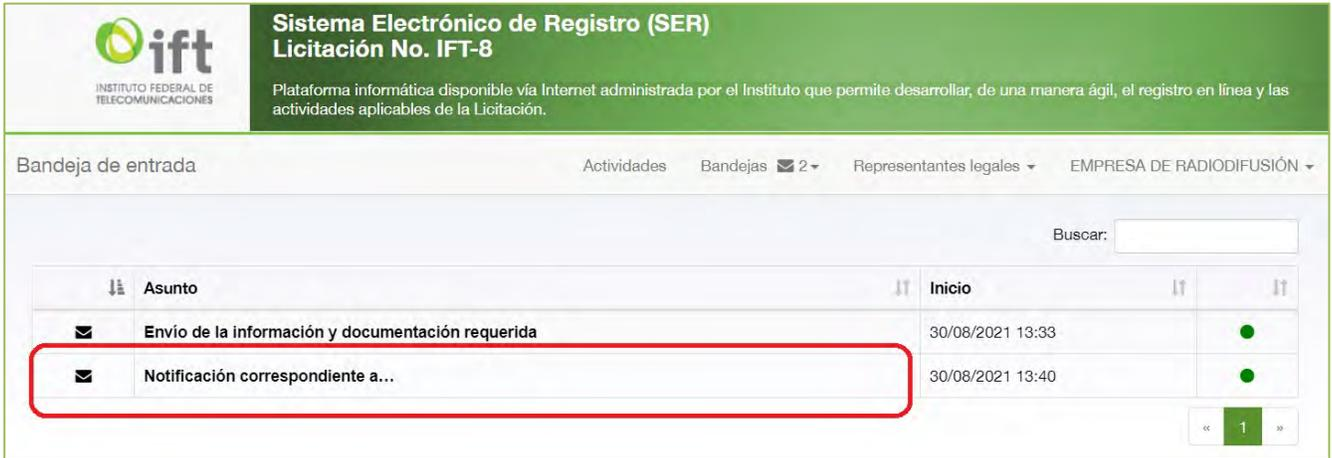 ift
INSTITUTO FEDERAL DE
TELECOMUNICACIONES
Sistema Electrónico de Registro (SER)
Licitación No. IFT-8
Plataforma informática disponible vía Internet administrada por el Instituto que permite desarrollar, de una manera ágil, el registro en línea y las
actividades aplicables de la Licitación.
Bandeja de entrada Actividades Bandejas 2 Representantes legales EMPRESA DE RADIODIFUSIÓN
Buscar:
Asunto Inicio
Envío de la información y documentación requerida 30/08/2021 13:33
Notificación correspondiente a... 30/08/2021 13:40
« 1 »